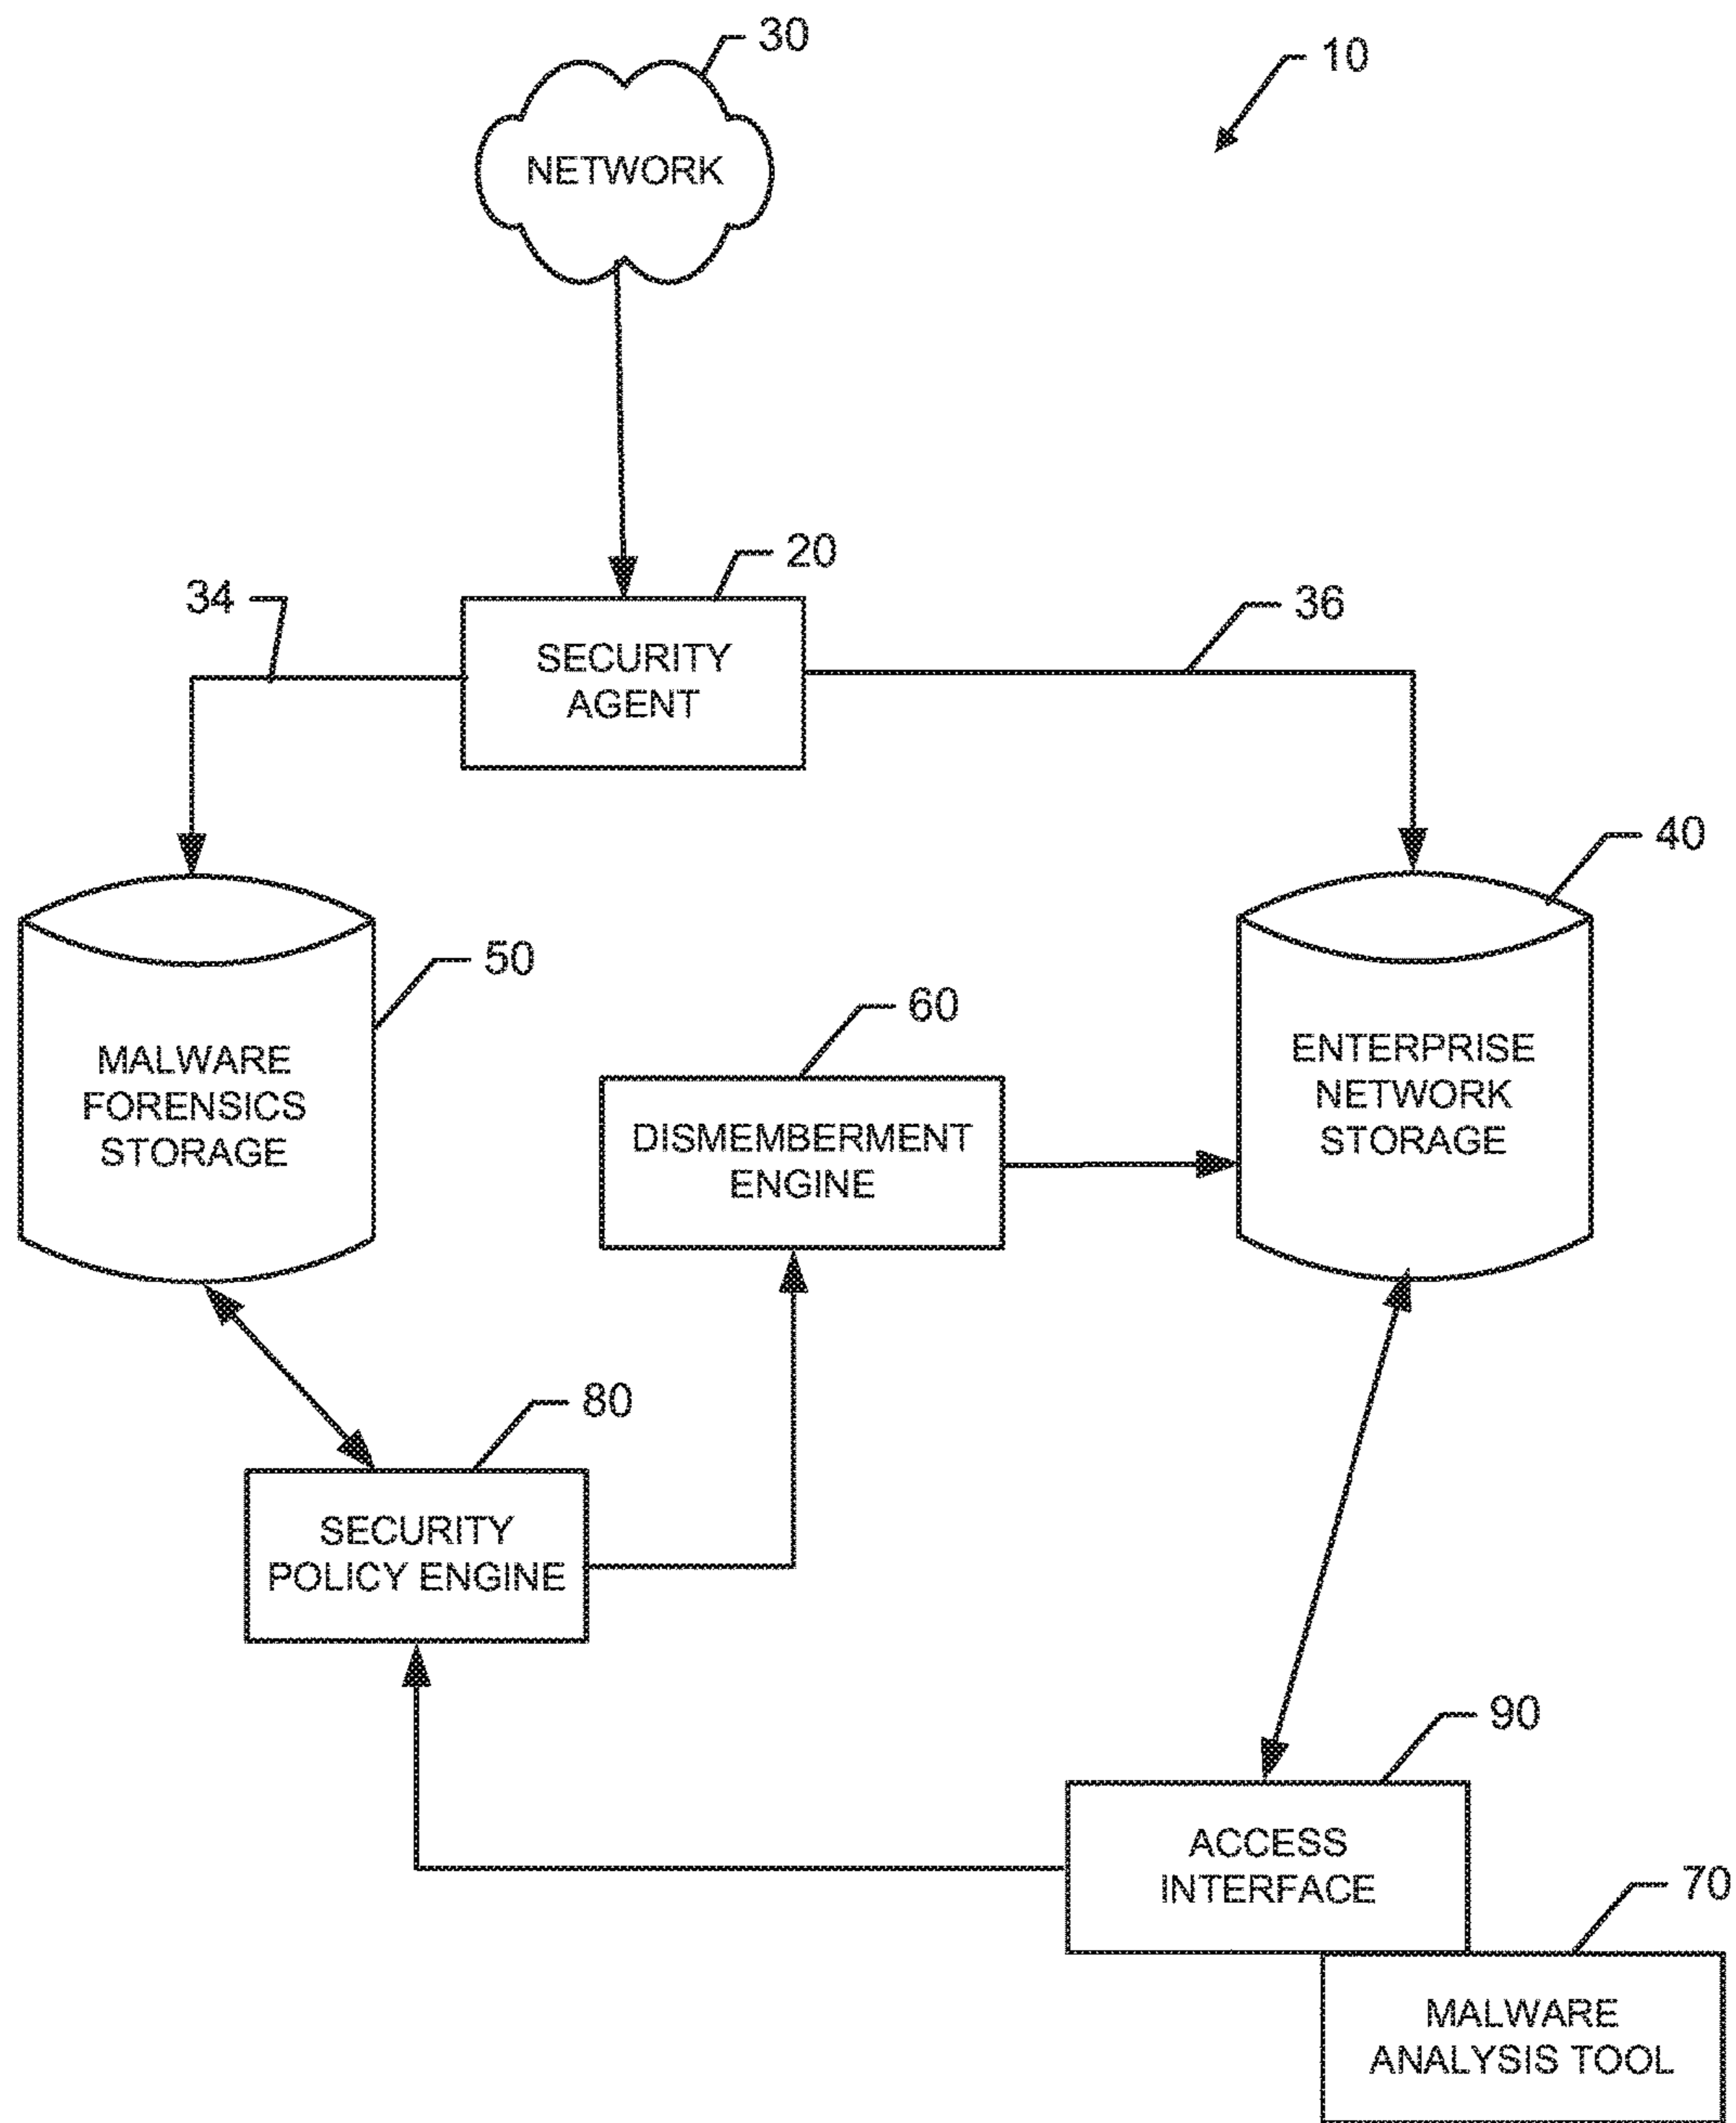 30
10
NETWORK
20
34
36
SECURITY
AGENT
40
50
60
MALWARE
FORENSICS
STORAGE
ENTERPRISE
NETWORK
STORAGE
DISMEMBERMENT
ENGINE
80
SECURITY
POLICY ENGINE
90
ACCESS
INTERFACE
70
MALWARE
ANALYSIS TOOL